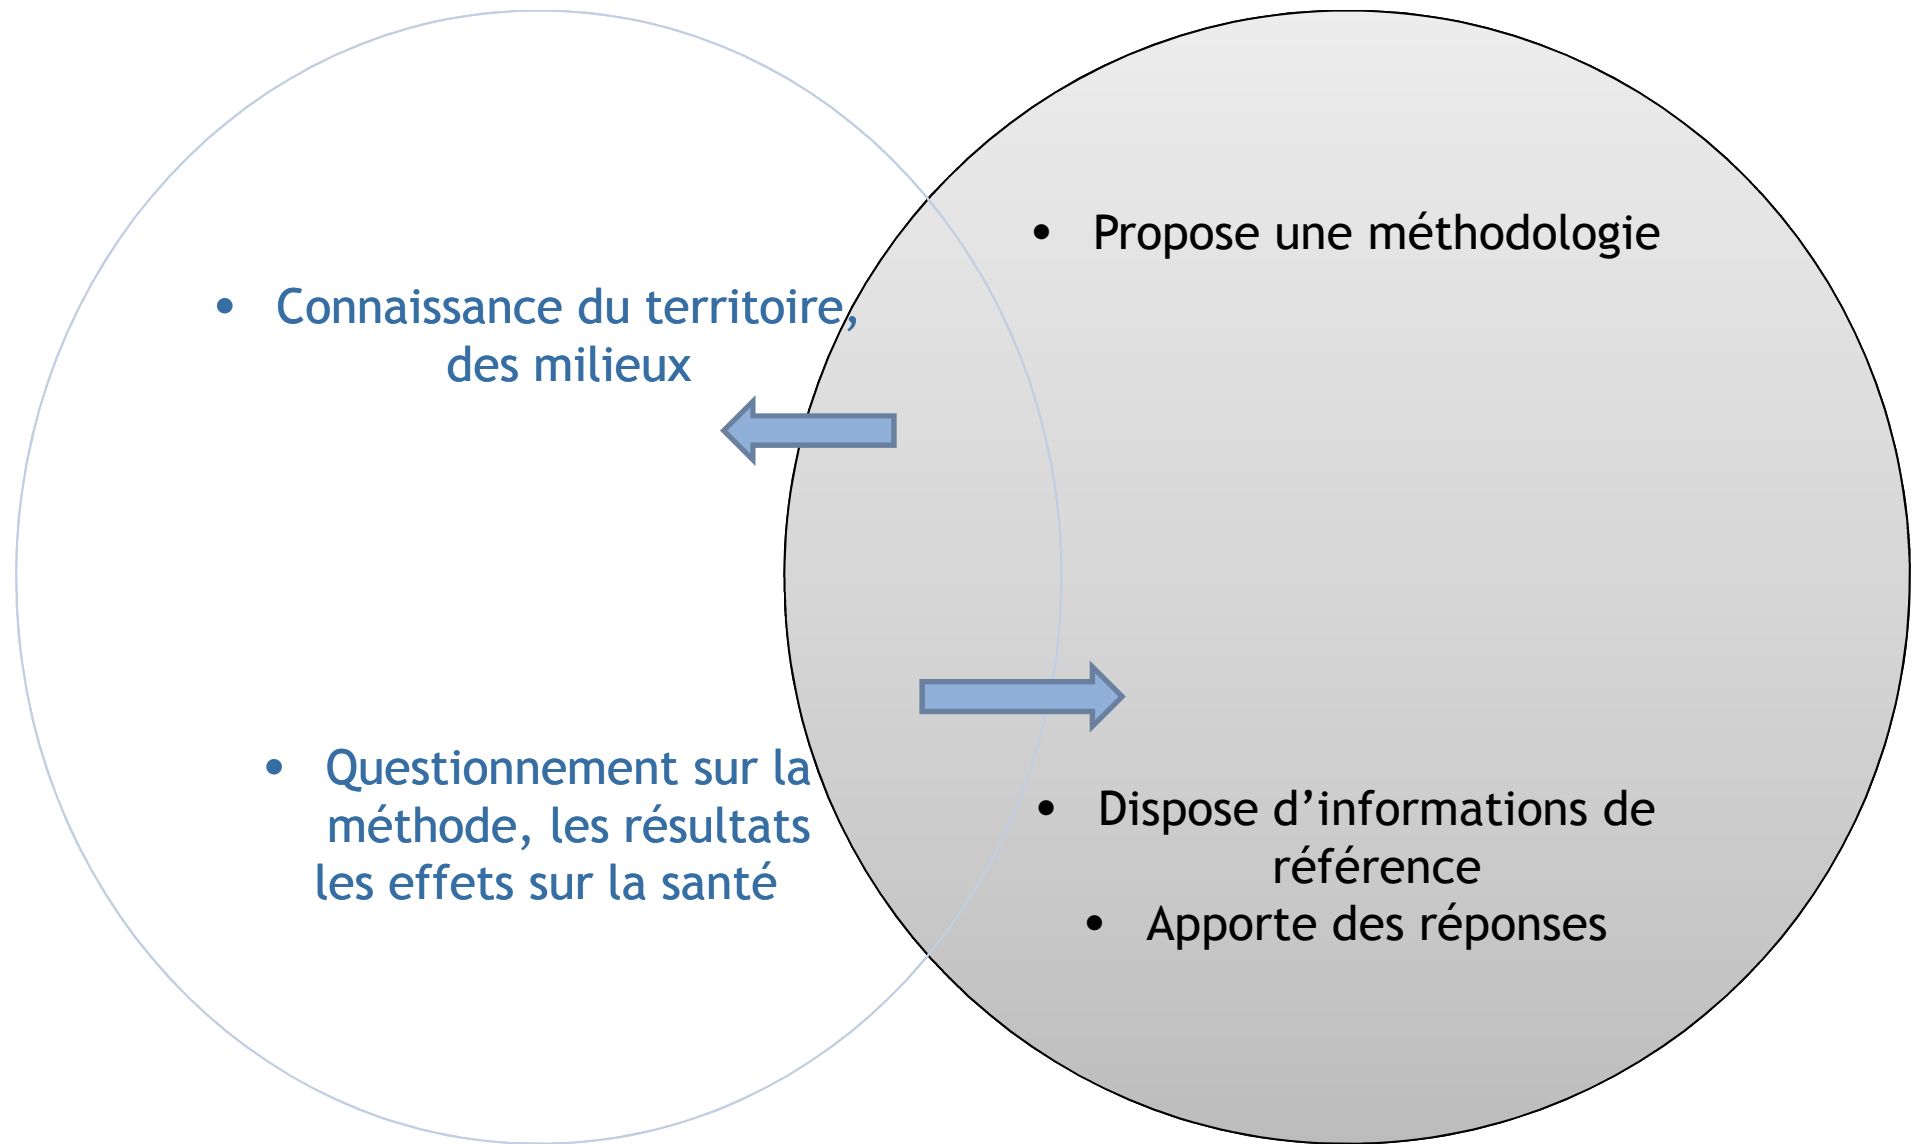 • Connaissance du territoire,
des milieux
• Questionnement sur la
méthode, les résultats
les effets sur la santé
• Propose une méthodologie
• Dispose d’informations de
référence
• Apporte des réponses